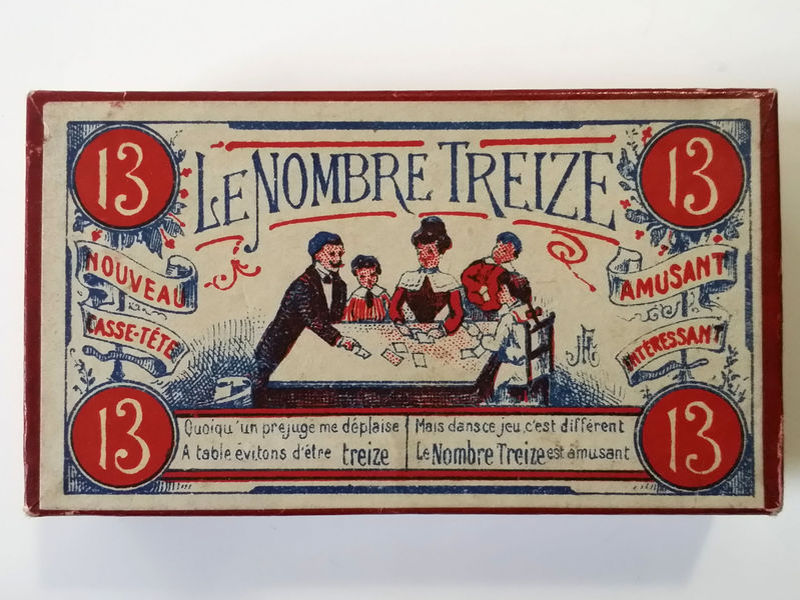 13 LE NOMBRE TREIZE 13
NOUVEAU
CASSE-TÊTE
AMUSANT
INTÉRESSANT
JF
13
Quoiqu'un préjugé me déplaise
A table évitons d'être treize
Mais dans ce jeu, c'est différent
Le Nombre Treize est amusant
13